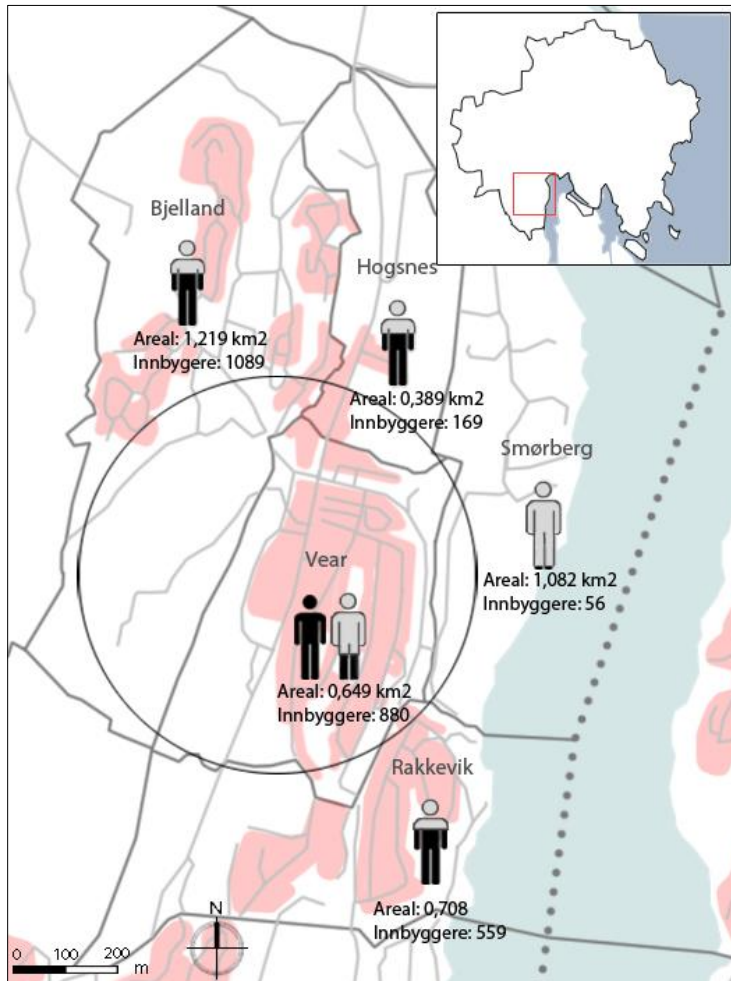 Bjelland
Areal: 1,219 km2
Innbygere: 1089
Hogsnes
Areal: 0,389 km2
Innbyggere: 169
Smørberg
Areal: 1,082 km2
Innbyggere: 56
Vear
Areal: 0,649 km2
Innbyggere: 880
Rakkevik
Areal: 0,708
Innbyggere: 559
N
0 100 200
m